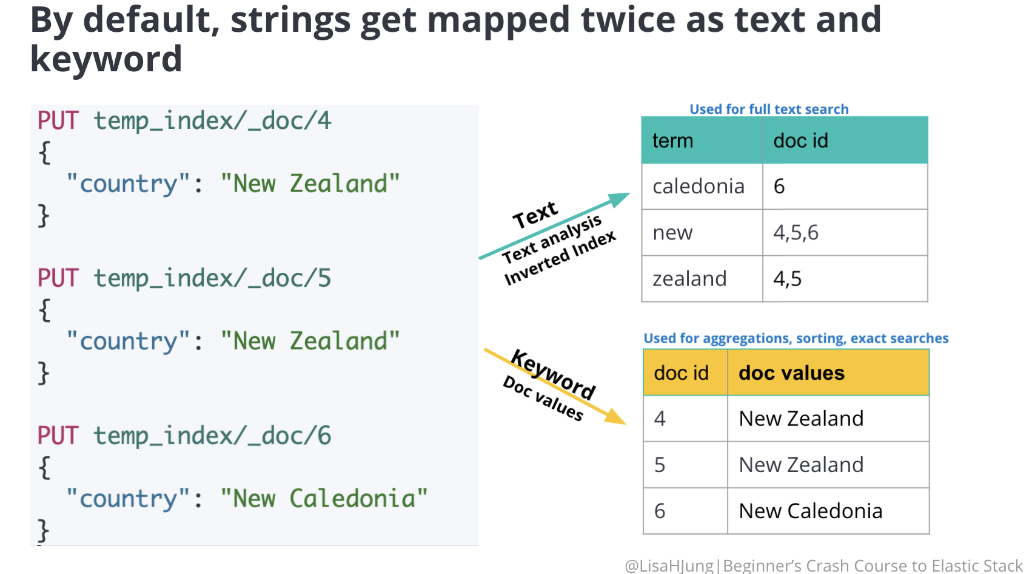 By default, strings get mapped twice as text and
keyword
PUT temp_index/_doc/4
{
"country": "New Zealand"
}
PUT temp_index/_doc/5
{
"country": "New Zealand"
}
PUT temp_index/_doc/6
{
"country": "New Caledonia"
}
Text
Text analysis
Inverted Index
Keyword
Doc values
Used for full text search
term doc id
caledonia 6
new 4,5,6
zealand 4,5
Used for aggregations, sorting, exact searches
doc id doc values
4 New Zealand
5 New Zealand
6 New Caledonia
@LisaHJung|Beginner’s Crash Course to Elastic Stack